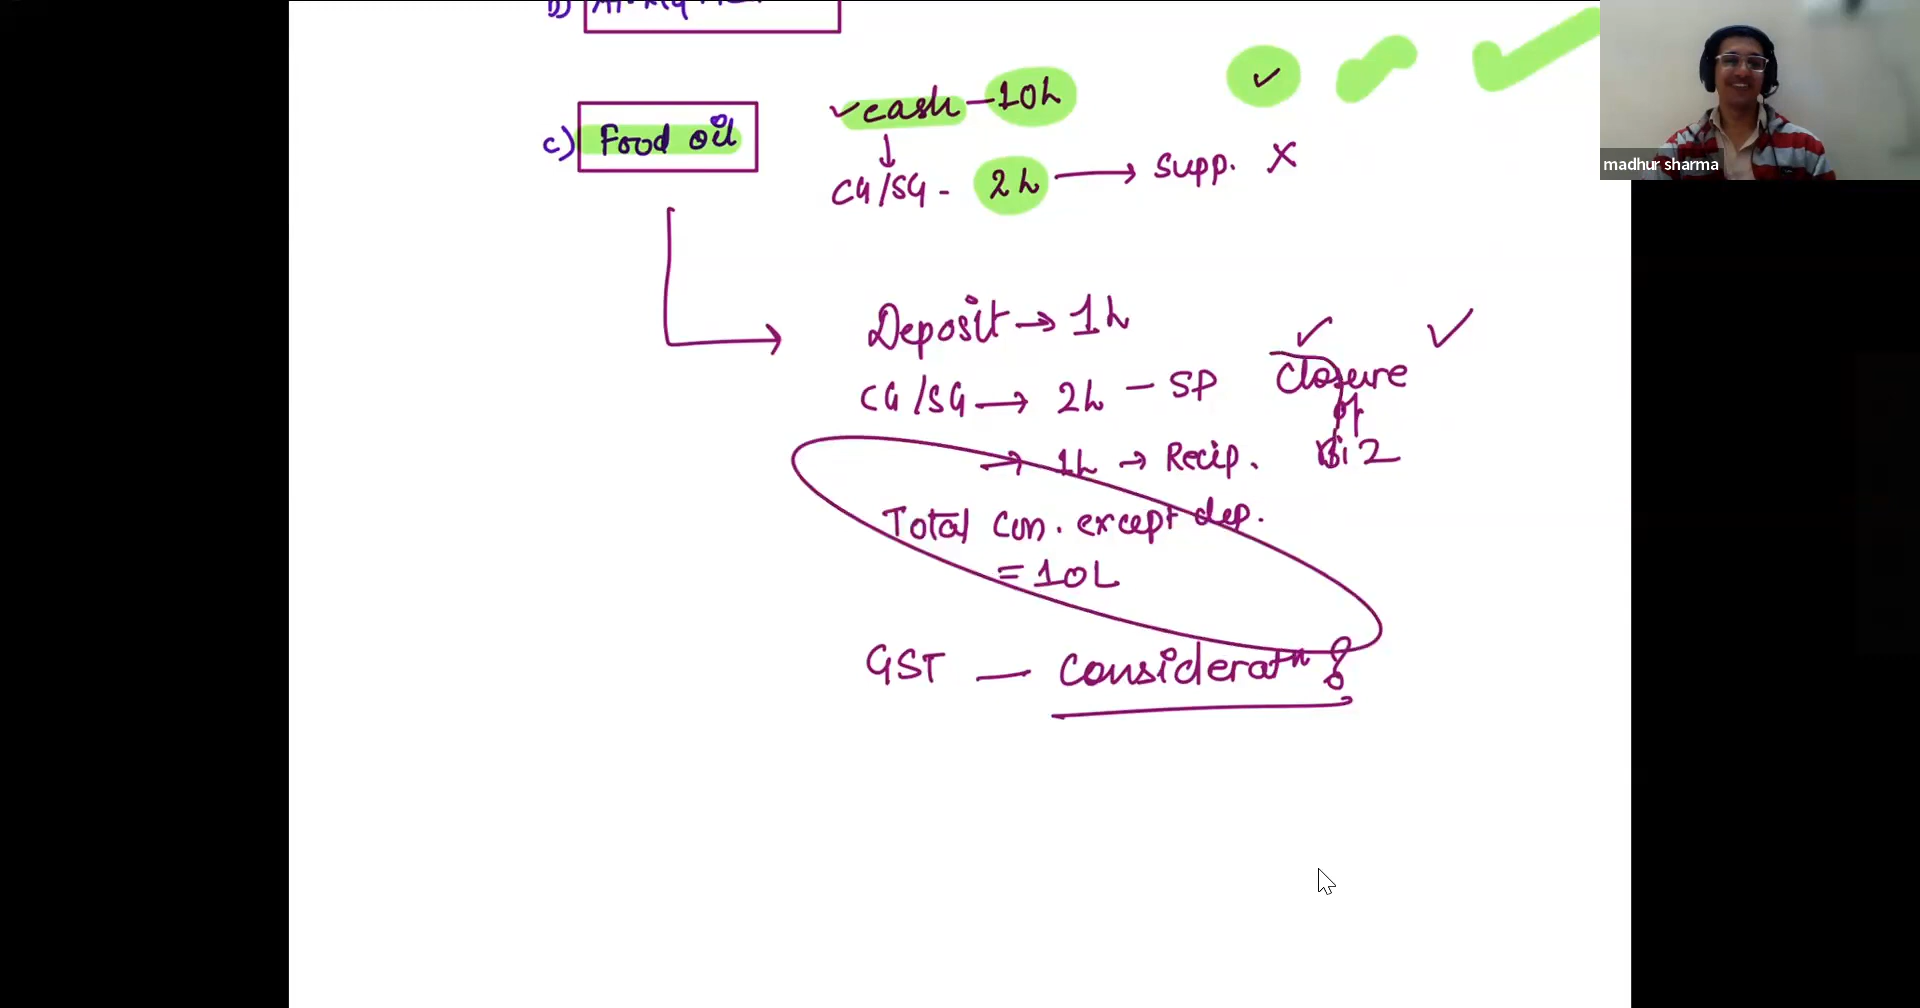 b)
✓ cash – 10L ✓
c) Food oil
↓
CG/SG - 2L → Supp. X
madhur sharma
Deposit → 1L
CG/SG → 2L – SP
→ 1L → Recip.
Closure
of
Biz
Total con. except dep.
= 10L
GST — Consideratⁿ ?